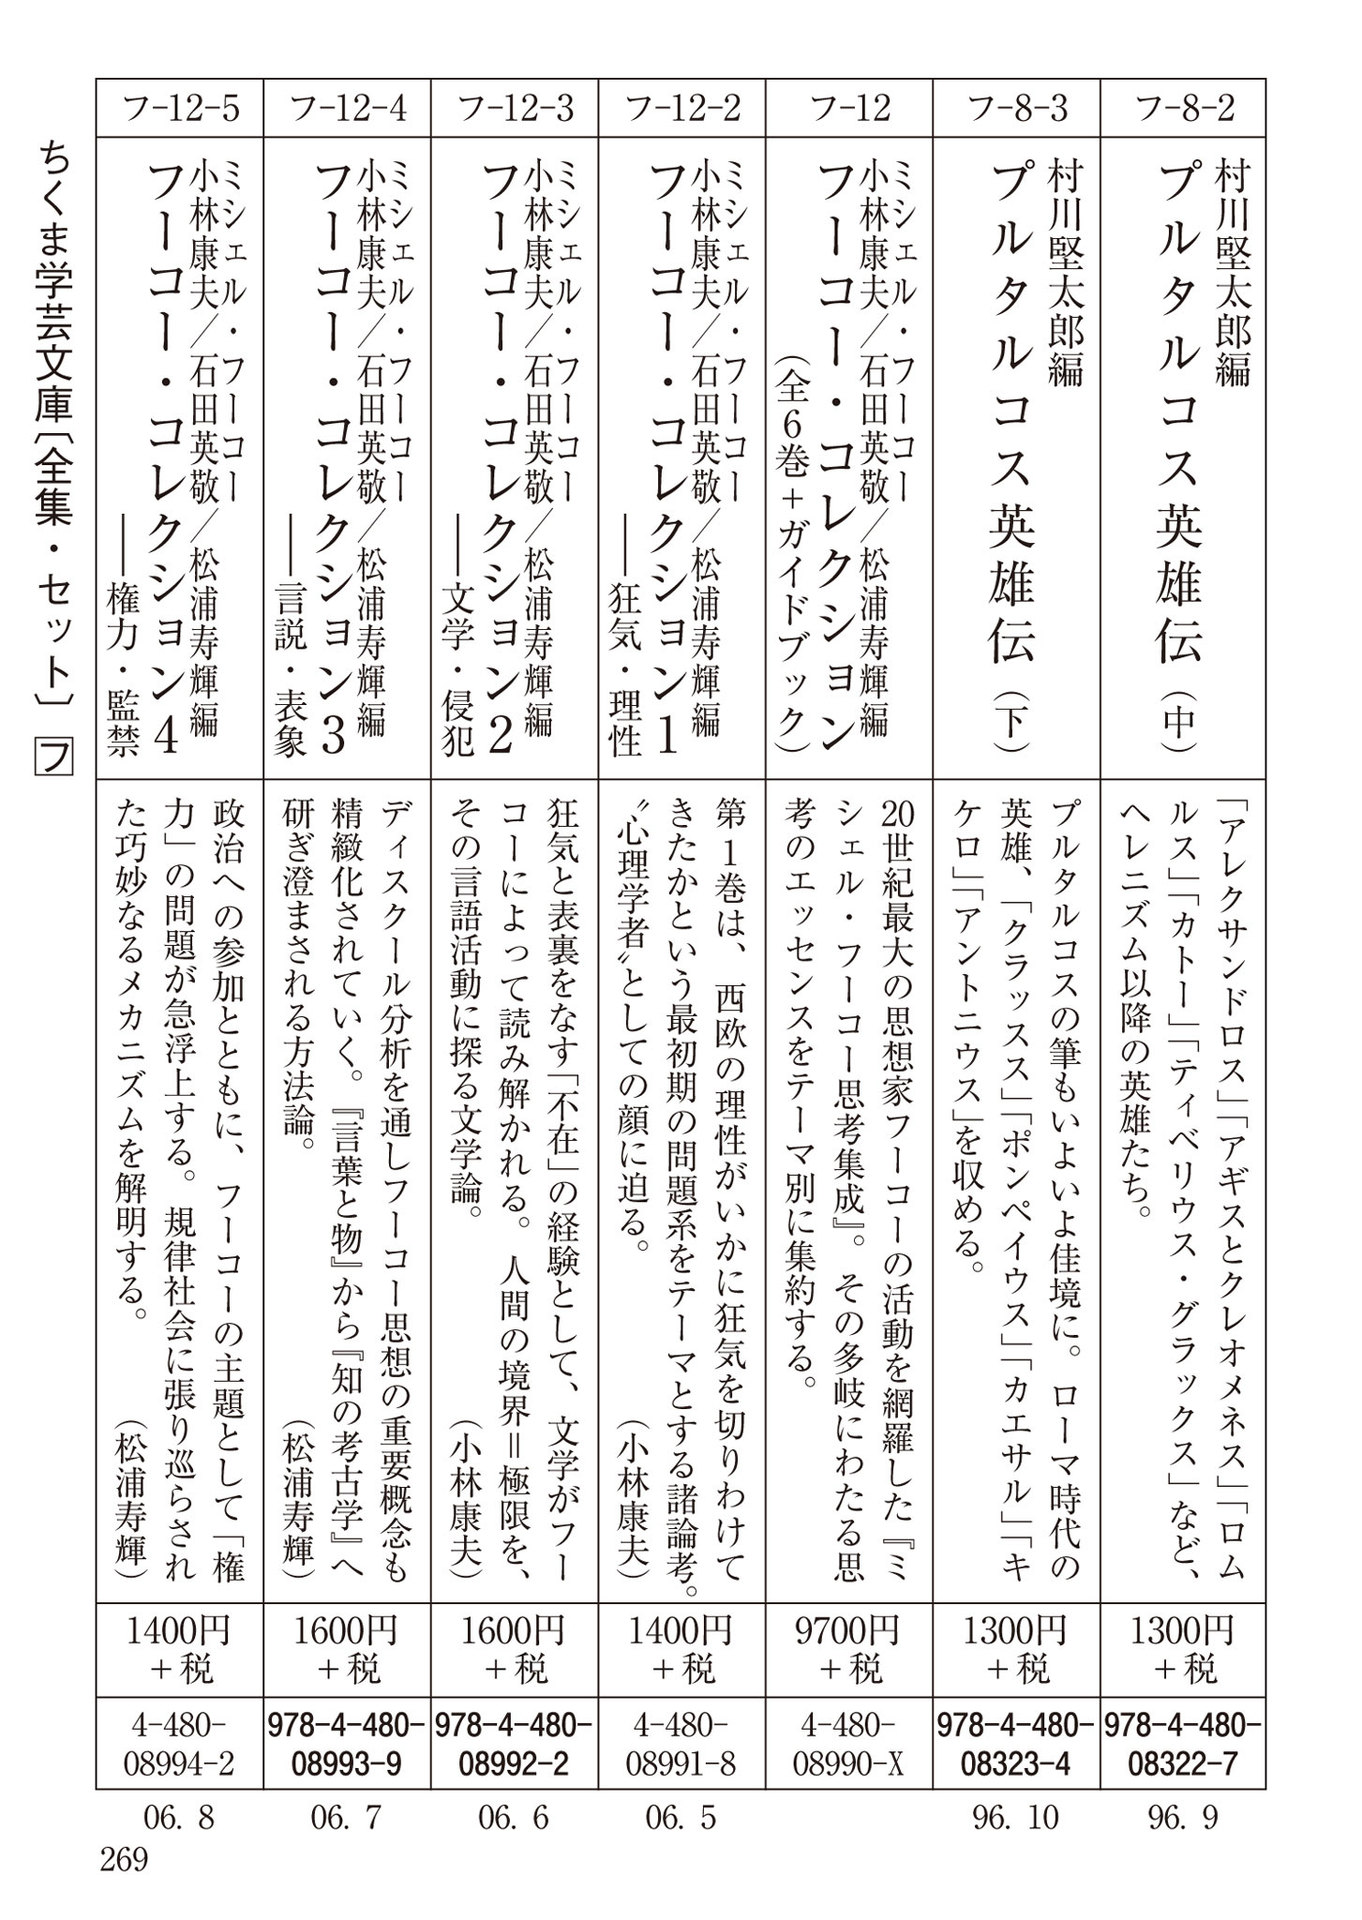 フ-8-2
村川堅太郎編
プルタルコス英雄伝（中）
「アレクサンドロス」「アギスとクレオメネス」「ロム
ルス」「カトー」「ティベリウス・グラックス」など、
ヘレニズム以降の英雄たち。
1300円
＋税
978-4-480-
08322-7
96. 9
フ-8-3
村川堅太郎編
プルタルコス英雄伝（下）
プルタルコスの筆もいよいよ佳境に。ローマ時代の
英雄、「クラッスス」「ポンペイウス」「カエサル」「キ
ケロ」「アントニウス」を収める。
1300円
＋税
978-4-480-
08323-4
96. 10
フ-12
ミシェル・フーコー
小林康夫／石田英敬／松浦寿輝編
フーコー・コレクション
（全6巻＋ガイドブック）
20世紀最大の思想家フーコーの活動を網羅した『ミ
シェル・フーコー思考集成』。その多岐にわたる思
考のエッセンスをテーマ別に集約する。
9700円
＋税
4-480-
08990-X
フ-12-2
ミシェル・フーコー
小林康夫／石田英敬／松浦寿輝編
フーコー・コレクション1
――狂気・理性
第1巻は、西欧の理性がいかに狂気を切りわけて
きたかという最初期の問題系をテーマとする諸論考。
〝心理学者〟としての顔に迫る。（小林康夫）
1400円
＋税
4-480-
08991-8
06. 5
フ-12-3
ミシェル・フーコー
小林康夫／石田英敬／松浦寿輝編
フーコー・コレクション2
――文学・侵犯
狂気と表裏をなす「不在」の経験として、文学がフー
コーによって読み解かれる。人間の境界＝極限を、
その言語活動に探る文学論。（小林康夫）
1600円
＋税
978-4-480-
08992-2
06. 6
フ-12-4
ミシェル・フーコー
小林康夫／石田英敬／松浦寿輝編
フーコー・コレクション3
――言説・表象
ディスクール分析を通しフーコー思想の重要概念も
精緻化されていく。『言葉と物』から『知の考古学』へ
研ぎ澄まされる方法論。（松浦寿輝）
1600円
＋税
978-4-480-
08993-9
06. 7
フ-12-5
ミシェル・フーコー
小林康夫／石田英敬／松浦寿輝編
フーコー・コレクション4
――権力・監禁
政治への参加とともに、フーコーの主題として「権
力」の問題が急浮上する。規律社会に張り巡らされ
た巧妙なるメカニズムを解明する。（松浦寿輝）
1400円
＋税
4-480-
08994-2
06. 8
ちくま学芸文庫〔全集・セット〕 フ
269